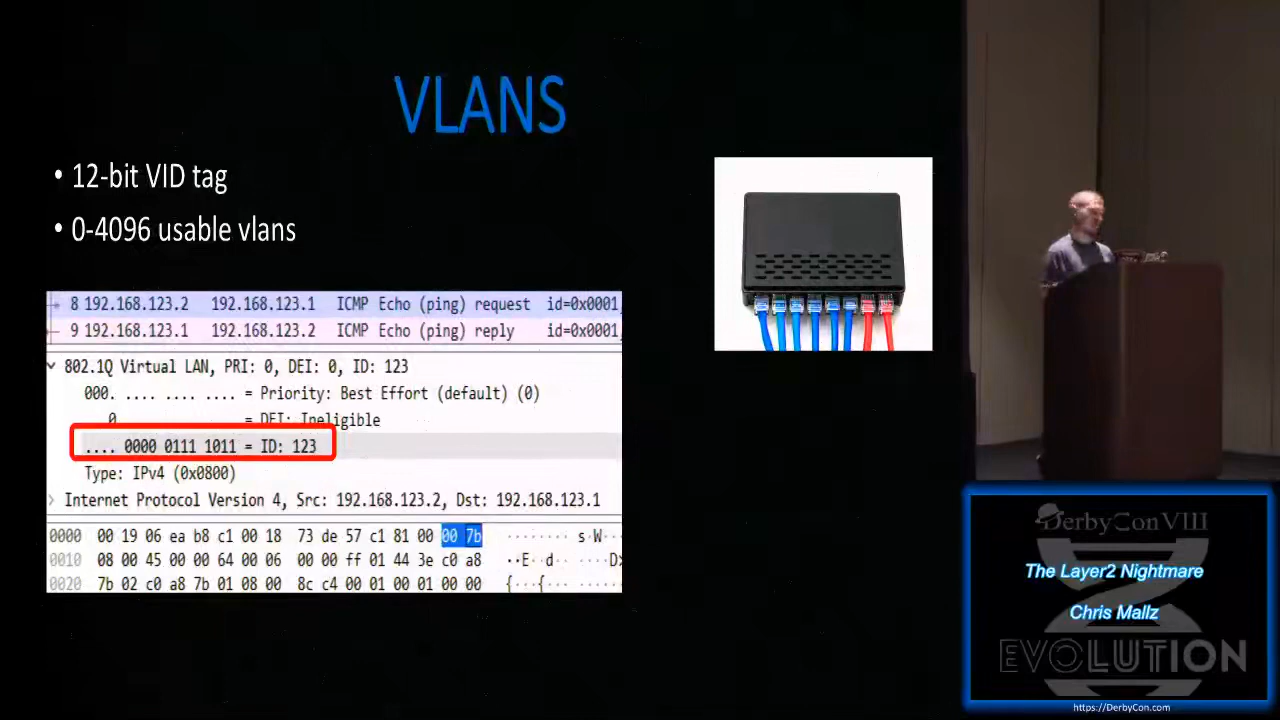 VLANS
• 12-bit VID tag
• 0-4096 usable vlans
8 192.168.123.2 192.168.123.1 ICMP Echo (ping) request id=0x0001,
9 192.168.123.1 192.168.123.2 ICMP Echo (ping) reply id=0x0001,
802.1Q Virtual LAN, PRI: 0, DEI: 0, ID: 123
000. .... .... .... = Priority: Best Effort (default) (0)
0 = DEI: Ineligible
.... 0000 0111 1011 = ID: 123
Type: IPv4 (0x0800)
Internet Protocol Version 4, Src: 192.168.123.2, Dst: 192.168.123.1
0000 00 19 06 ea b8 c1 00 18 73 de 57 c1 81 00 00 7b ········ s·W····{
0010 08 00 45 00 00 64 00 06 00 00 ff 01 44 3e c0 a8 ··E··d·· ····D>
0020 7b 02 c0 a8 7b 01 08 00 8c c4 00 01 00 01 00 00 {···{··· ········
DerbyCon VIII
The Layer2 Nightmare
Chris Mallz
EVOLUTION
https://DerbyCon.com